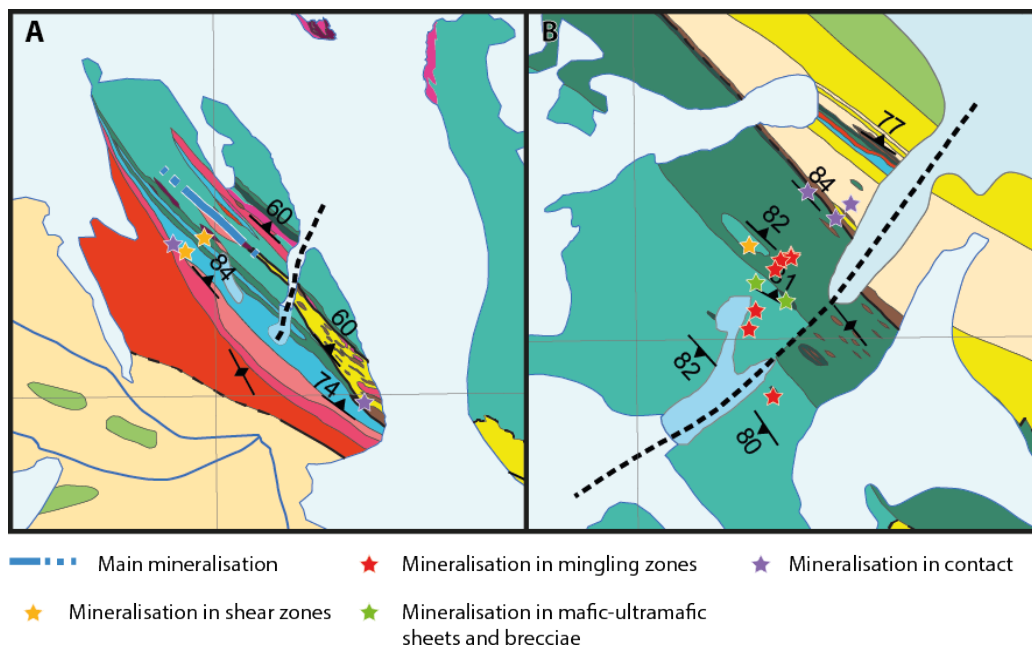 A
60
84
60
74
B
77
84
82
81
82
80
Main mineralisation
Mineralisation in mingling zones
Mineralisation in contact
Mineralisation in shear zones
Mineralisation in mafic-ultramafic
sheets and brecciae